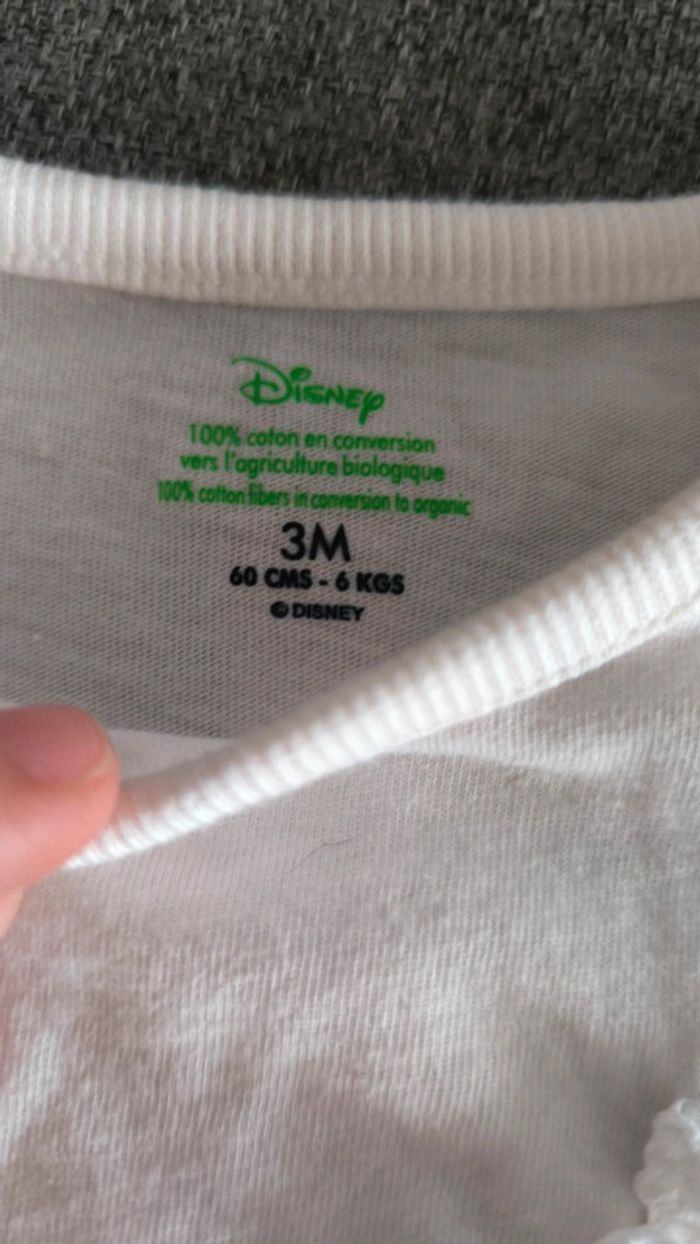 Disney
100% coton en conversion
vers l'agriculture biologique
100% cotton fibers in conversion to organic
3M
60 CMS - 6 KGS
© DISNEY